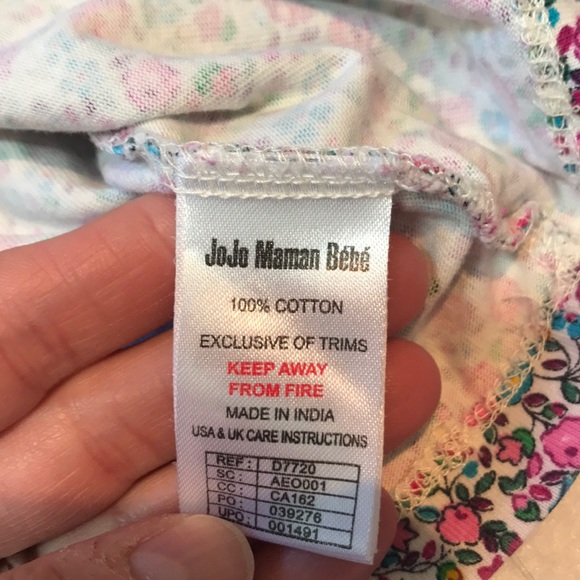 JoJo Maman Bébé
100% COTTON
EXCLUSIVE OF TRIMS
KEEP AWAY
FROM FIRE
MADE IN INDIA
USA & UK CARE INSTRUCTIONS
REF : D7720
SC : AEO001
CC : CA162
PO : 039276
UPO : 001491